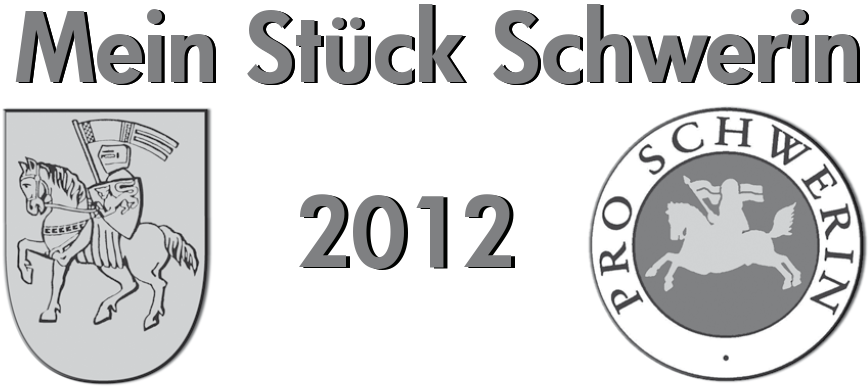 Mein Stück Schwerin
2012
PRO SCHWERIN